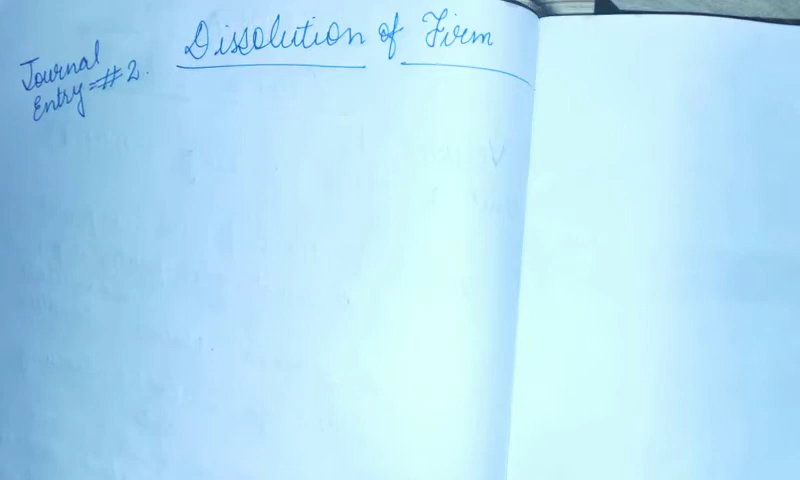 Dissolution of Firm
Journal
Entry =# 2.